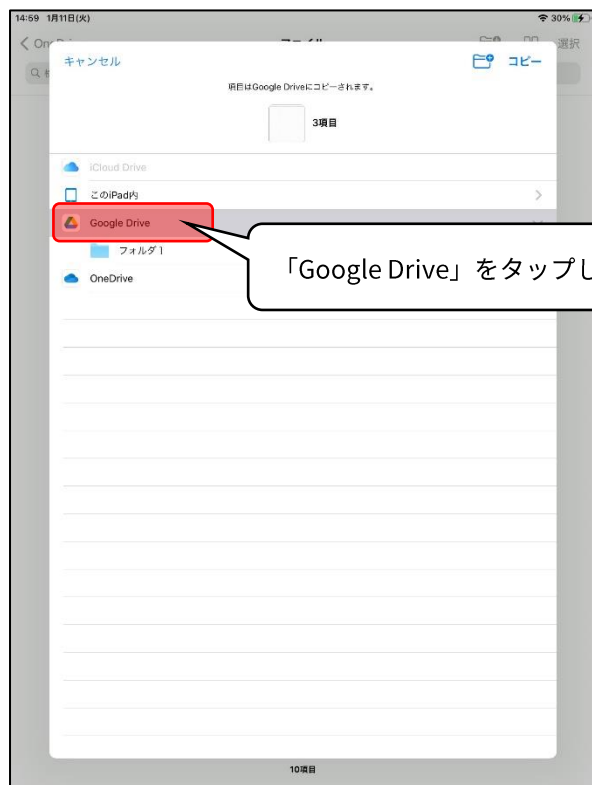 14:59 1月11日(火)
30%
On
選択
キャンセル
コピー
項目はGoogle Driveにコピーされます。
3項目
iCloud Drive
このiPad内
Google Drive
フォルダ 1
「Google Drive」をタップし
OneDrive
10項目